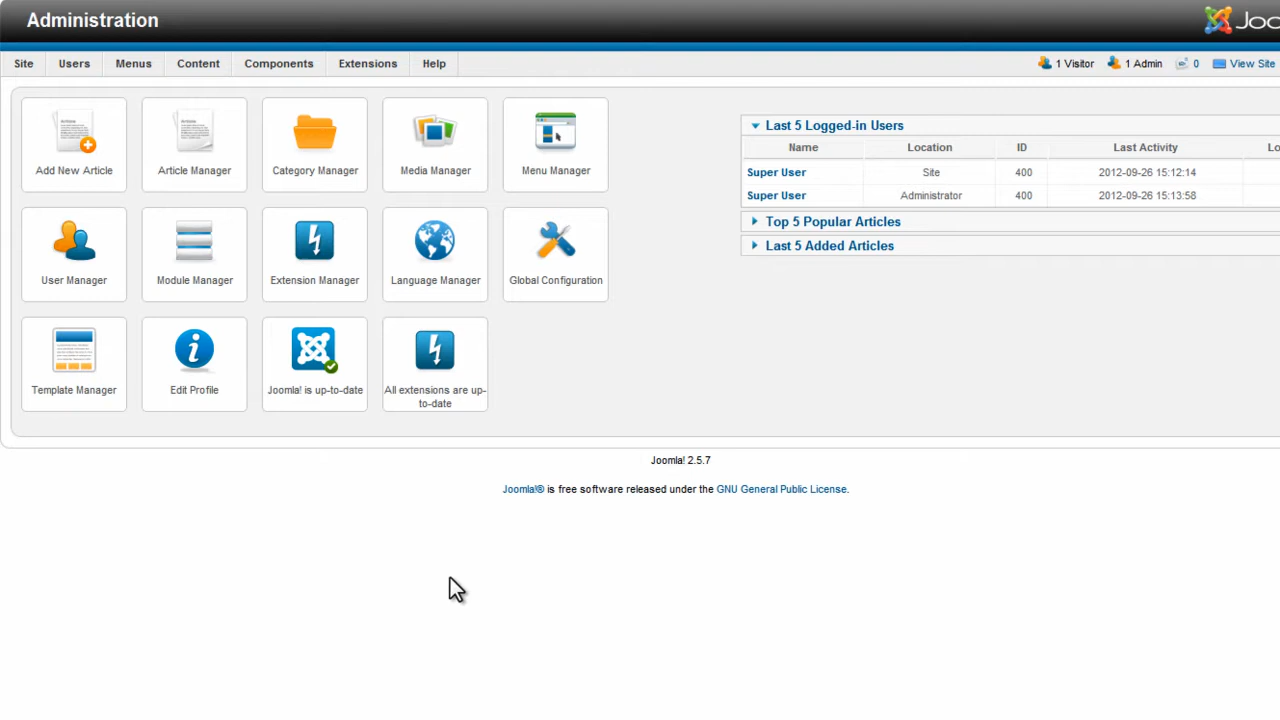 Administration
Joo
Site Users Menus Content Components Extensions Help
1 Visitor 1 Admin 0 View Site
Add New Article
Article Manager
Category Manager
Media Manager
Menu Manager
User Manager
Module Manager
Extension Manager
Language Manager
Global Configuration
Template Manager
Edit Profile
Joomla! is up-to-date
All extensions are up-
to-date
Last 5 Logged-in Users
Name Location ID Last Activity Lo
Super User Site 400 2012-09-26 15:12:14
Super User Administrator 400 2012-09-26 15:13:58
Top 5 Popular Articles
Last 5 Added Articles
Joomla! 2.5.7
Joomla!® is free software released under the GNU General Public License.